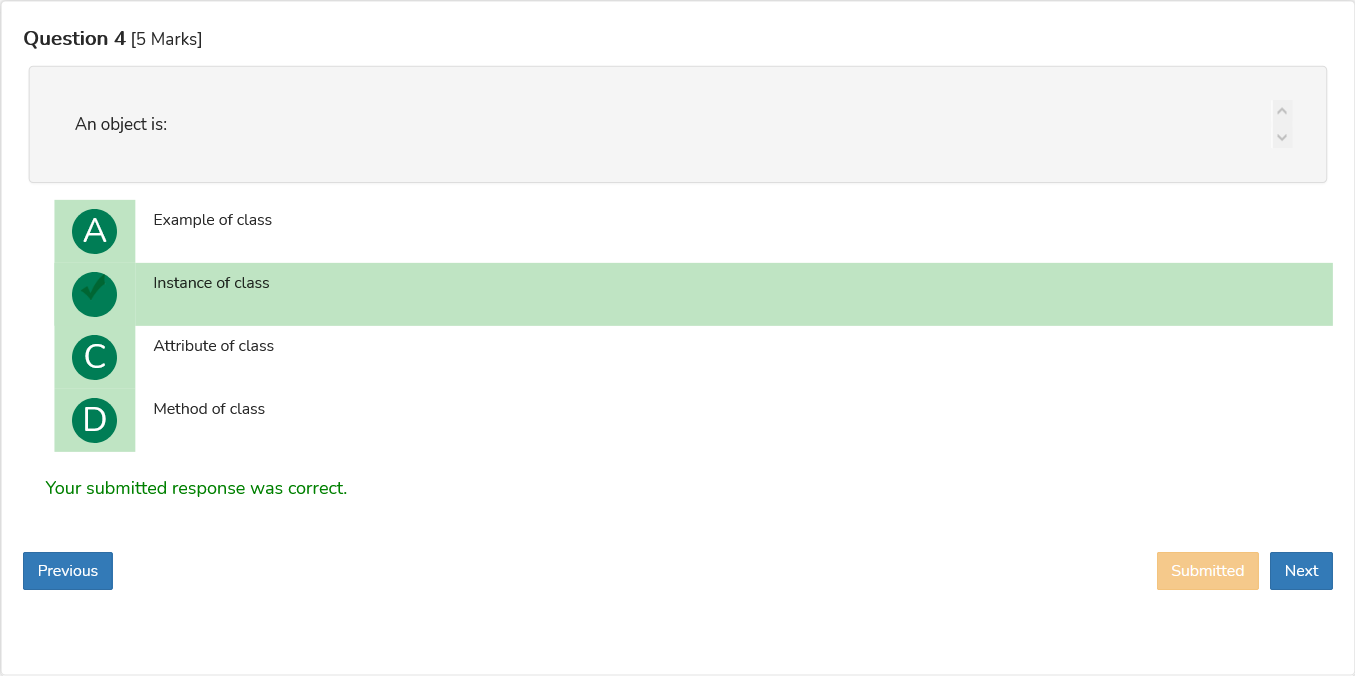 Question 4 [5 Marks]
An object is:
A Example of class
Instance of class
C Attribute of class
D Method of class
Your submitted response was correct.
Previous Submitted Next